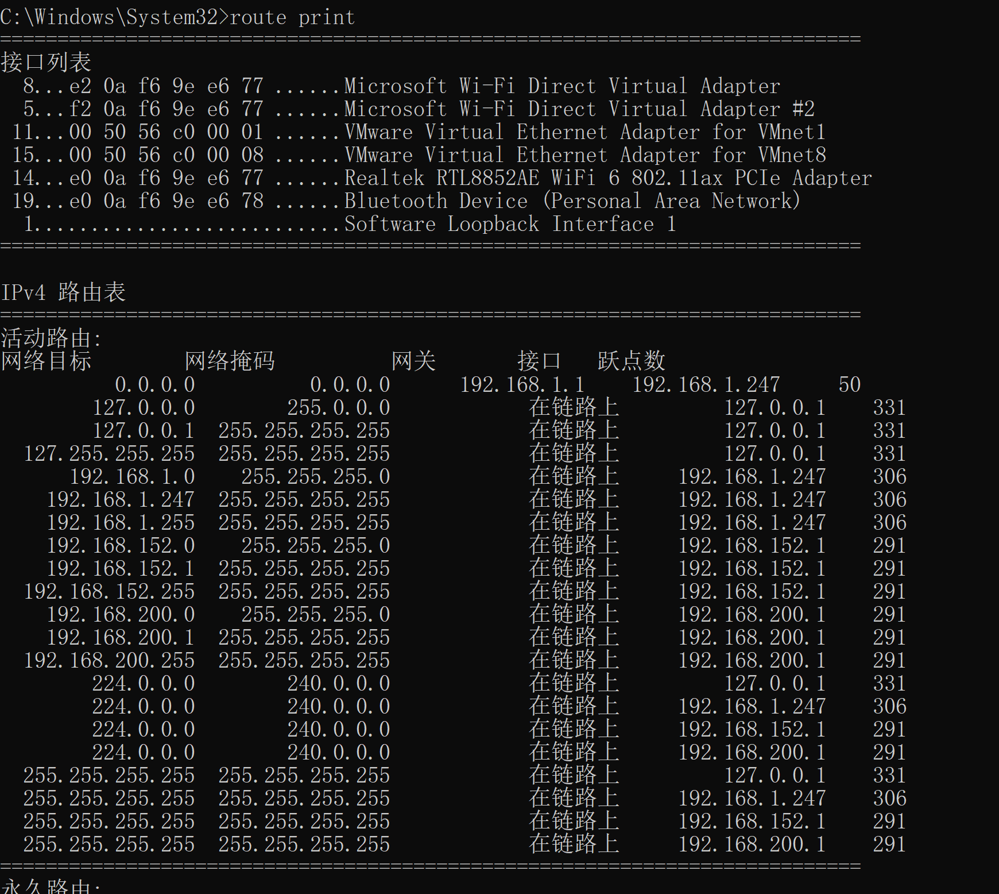 C:\Windows\System32>route print
===========================================================================
接口列表
  8...e2 0a f6 9e e6 77 ......Microsoft Wi-Fi Direct Virtual Adapter
  5...f2 0a f6 9e e6 77 ......Microsoft Wi-Fi Direct Virtual Adapter #2
 11...00 50 56 c0 00 01 ......VMware Virtual Ethernet Adapter for VMnet1
 15...00 50 56 c0 00 08 ......VMware Virtual Ethernet Adapter for VMnet8
 14...e0 0a f6 9e e6 77 ......Realtek RTL8852AE WiFi 6 802.11ax PCIe Adapter
 19...e0 0a f6 9e e6 78 ......Bluetooth Device (Personal Area Network)
  1...........................Software Loopback Interface 1
===========================================================================
IPv4 路由表
===========================================================================
活动路由:
网络目标        网络掩码          网关       接口   跃点数
          0.0.0.0          0.0.0.0      192.168.1.1    192.168.1.247     50
        127.0.0.0        255.0.0.0            在链路上         127.0.0.1    331
        127.0.0.1  255.255.255.255            在链路上         127.0.0.1    331
  127.255.255.255  255.255.255.255            在链路上         127.0.0.1    331
      192.168.1.0    255.255.255.0            在链路上     192.168.1.247    306
    192.168.1.247  255.255.255.255            在链路上     192.168.1.247    306
    192.168.1.255  255.255.255.255            在链路上     192.168.1.247    306
    192.168.152.0    255.255.255.0            在链路上     192.168.152.1    291
    192.168.152.1  255.255.255.255            在链路上     192.168.152.1    291
  192.168.152.255  255.255.255.255            在链路上     192.168.152.1    291
    192.168.200.0    255.255.255.0            在链路上     192.168.200.1    291
    192.168.200.1  255.255.255.255            在链路上     192.168.200.1    291
  192.168.200.255  255.255.255.255            在链路上     192.168.200.1    291
        224.0.0.0        240.0.0.0            在链路上         127.0.0.1    331
        224.0.0.0        240.0.0.0            在链路上     192.168.1.247    306
        224.0.0.0        240.0.0.0            在链路上     192.168.152.1    291
        224.0.0.0        240.0.0.0            在链路上     192.168.200.1    291
  255.255.255.255  255.255.255.255            在链路上         127.0.0.1    331
  255.255.255.255  255.255.255.255            在链路上     192.168.1.247    306
  255.255.255.255  255.255.255.255            在链路上     192.168.152.1    291
  255.255.255.255  255.255.255.255            在链路上     192.168.200.1    291
===========================================================================
永久路由: